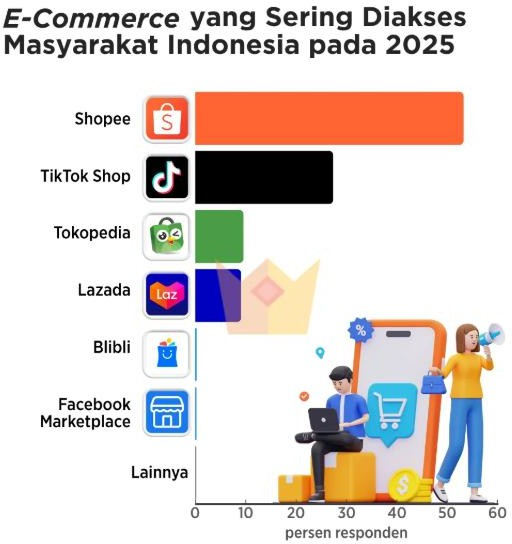 E-Commerce yang Sering Diakses
Masyarakat Indonesia pada 2025
Shopee
S
TikTok Shop
Tokopedia
Lazada
Laz
Blibli
Facebook
Marketplace
Lainnya
%
$
0 10 20 30 40 50 60
persen responden